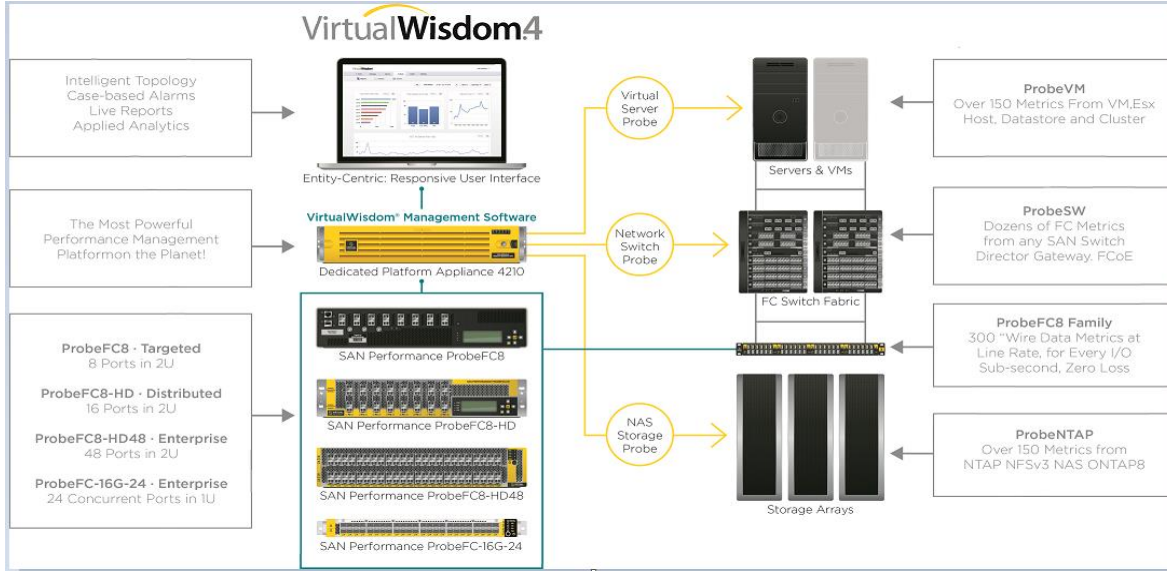 VirtualWisdom4
Intelligent Topology
Case-based Alarms
Live Reports
Applied Analytics
Entity-Centric: Responsive User Interface
The Most Powerful
Performance Management
Platformon the Planet!
VirtualWisdom® Management Software
Dedicated Platform Appliance 4210
ProbeFC8 · Targeted
8 Ports in 2U
ProbeFC8-HD · Distributed
16 Ports in 2U
ProbeFC8-HD48 · Enterprise
48 Ports in 2U
ProbeFC-16G-24 · Enterprise
24 Concurrent Ports in 1U
SAN Performance ProbeFC8
SAN Performance ProbeFC8-HD
SAN Performance ProbeFC8-HD48
SAN Performance ProbeFC-16G-24
Virtual
Server
Probe
Network
Switch
Probe
NAS
Storage
Probe
Servers & VMs
FC Switch Fabric
Storage Arrays
ProbeVM
Over 150 Metrics From VM,Esx
Host, Datastore and Cluster
ProbeSW
Dozens of FC Metrics
from any SAN Switch
Director Gateway, FCoE
ProbeFC8 Family
300 “Wire Data Metrics at
Line Rate, for Every I/O
Sub-second, Zero Loss
ProbeNTAP
Over 150 Metrics from
NTAP NFSv3 NAS ONTAP8